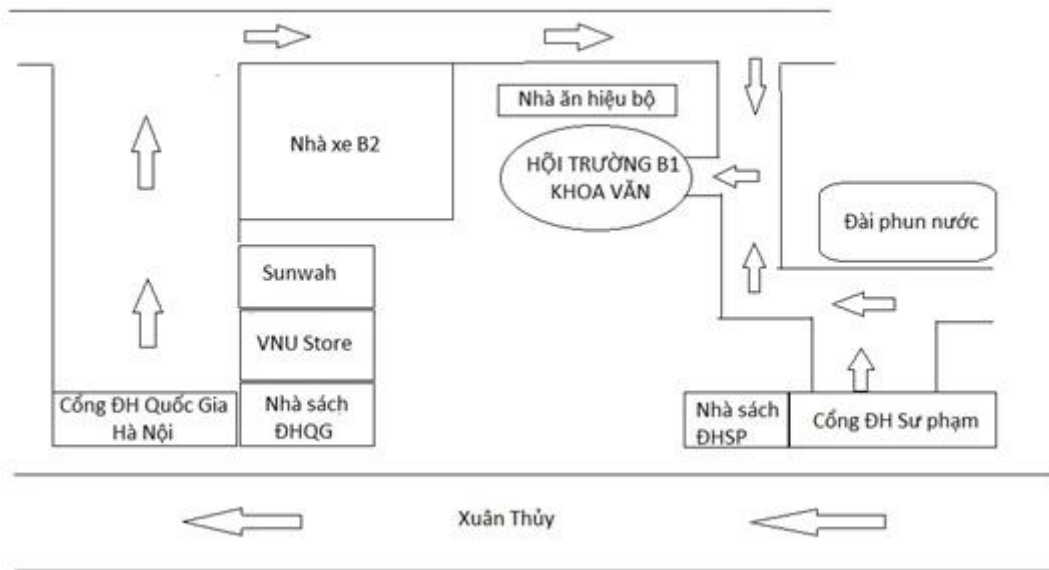 Nhà ăn hiệu bộ
Nhà xe B2
HỘI TRƯỜNG B1
KHOA VĂN
Đài phun nước
Sunwah
VNU Store
Cổng ĐH Quốc Gia
Hà Nội
Nhà sách
ĐHQG
Nhà sách
ĐHSP
Cổng ĐH Sư phạm
Xuân Thủy